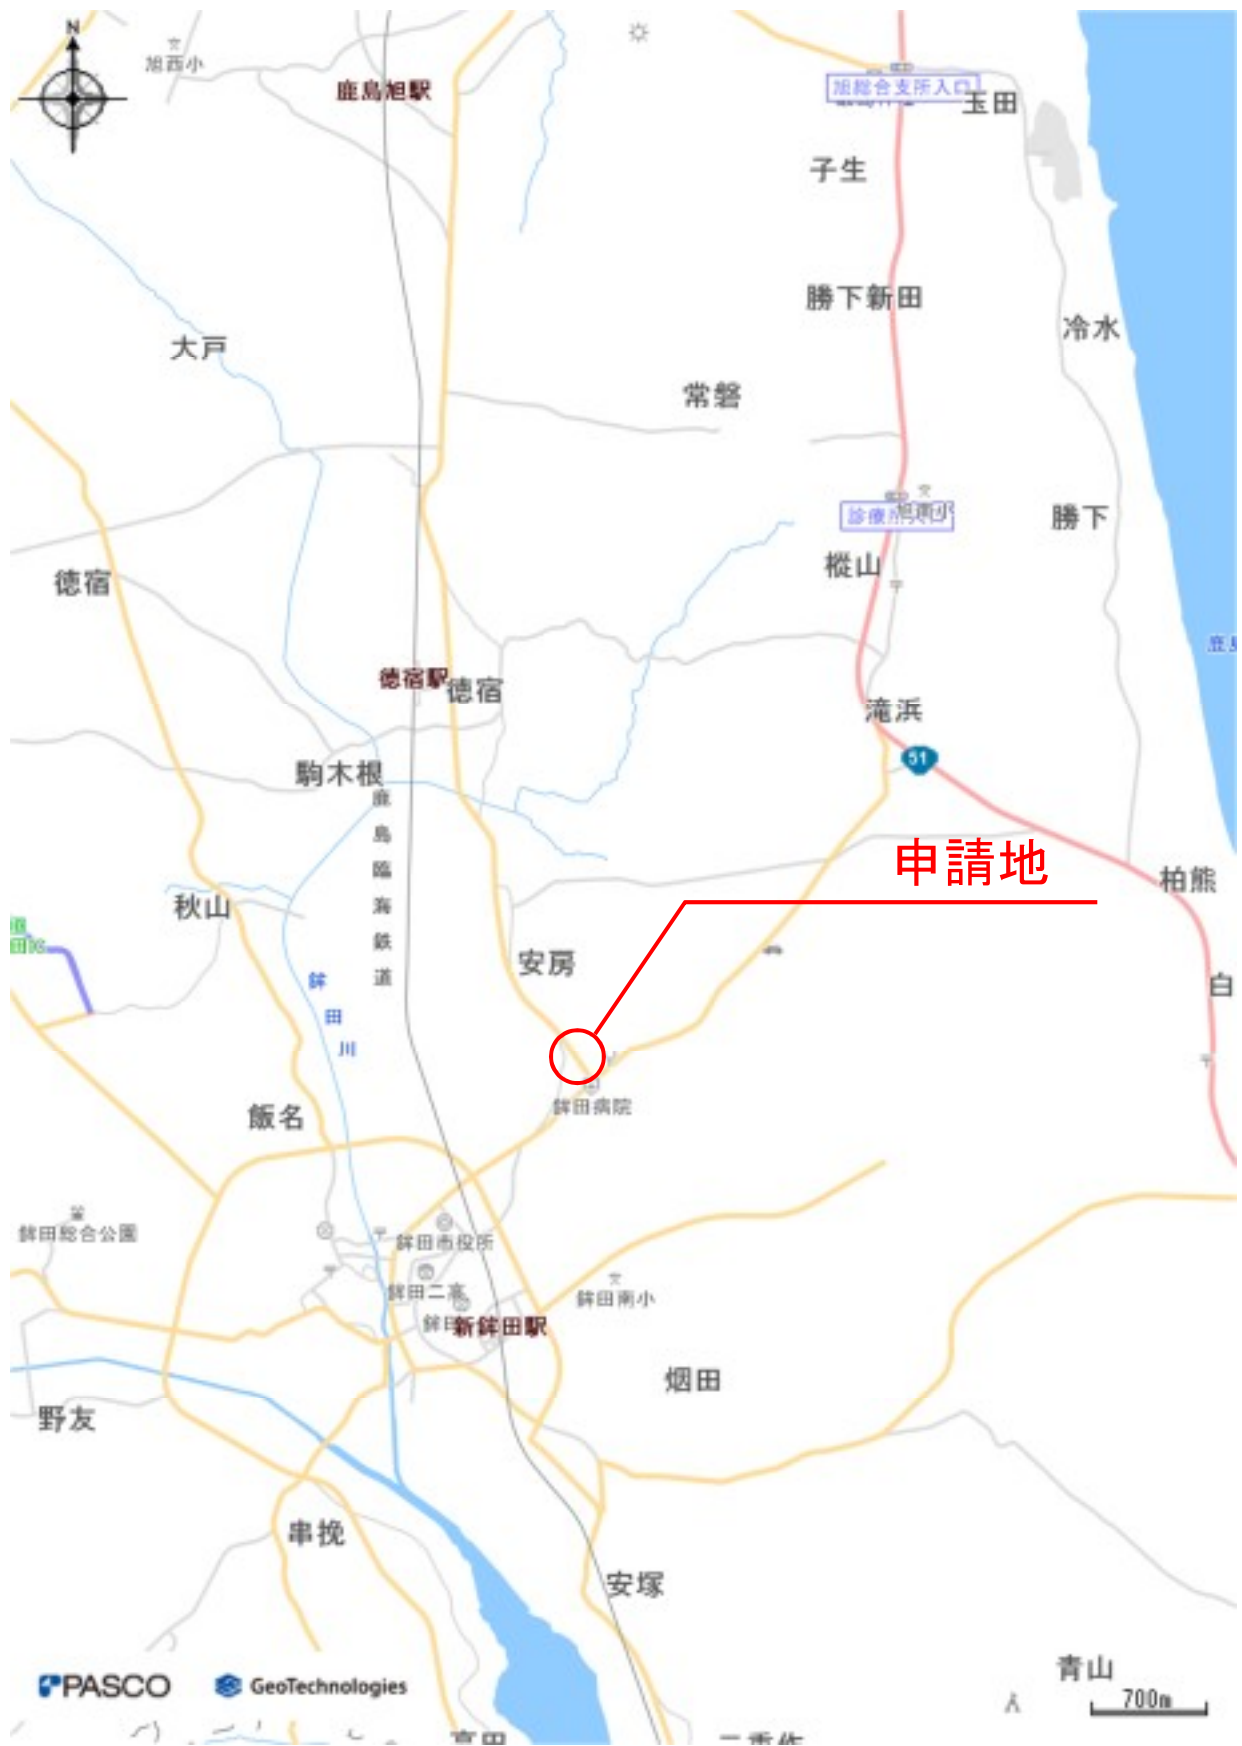 N
旭西小
鹿島旭駅
旭総合支所入口
玉田
子生
勝下新田
冷水
大戸
常磐
勝下
樅山
徳宿
徳宿駅
徳宿
滝浜
51
駒木根
鹿島臨海鉄道
申請地
柏熊
秋山
安房
白
鉾田川
鉾田病院
飯名
鉾田総合公園
鉾田市役所
鉾田二高
鉾田南小
新鉾田駅
烟田
野友
串挽
安塚
青山
PASCO
GeoTechnologies
700m